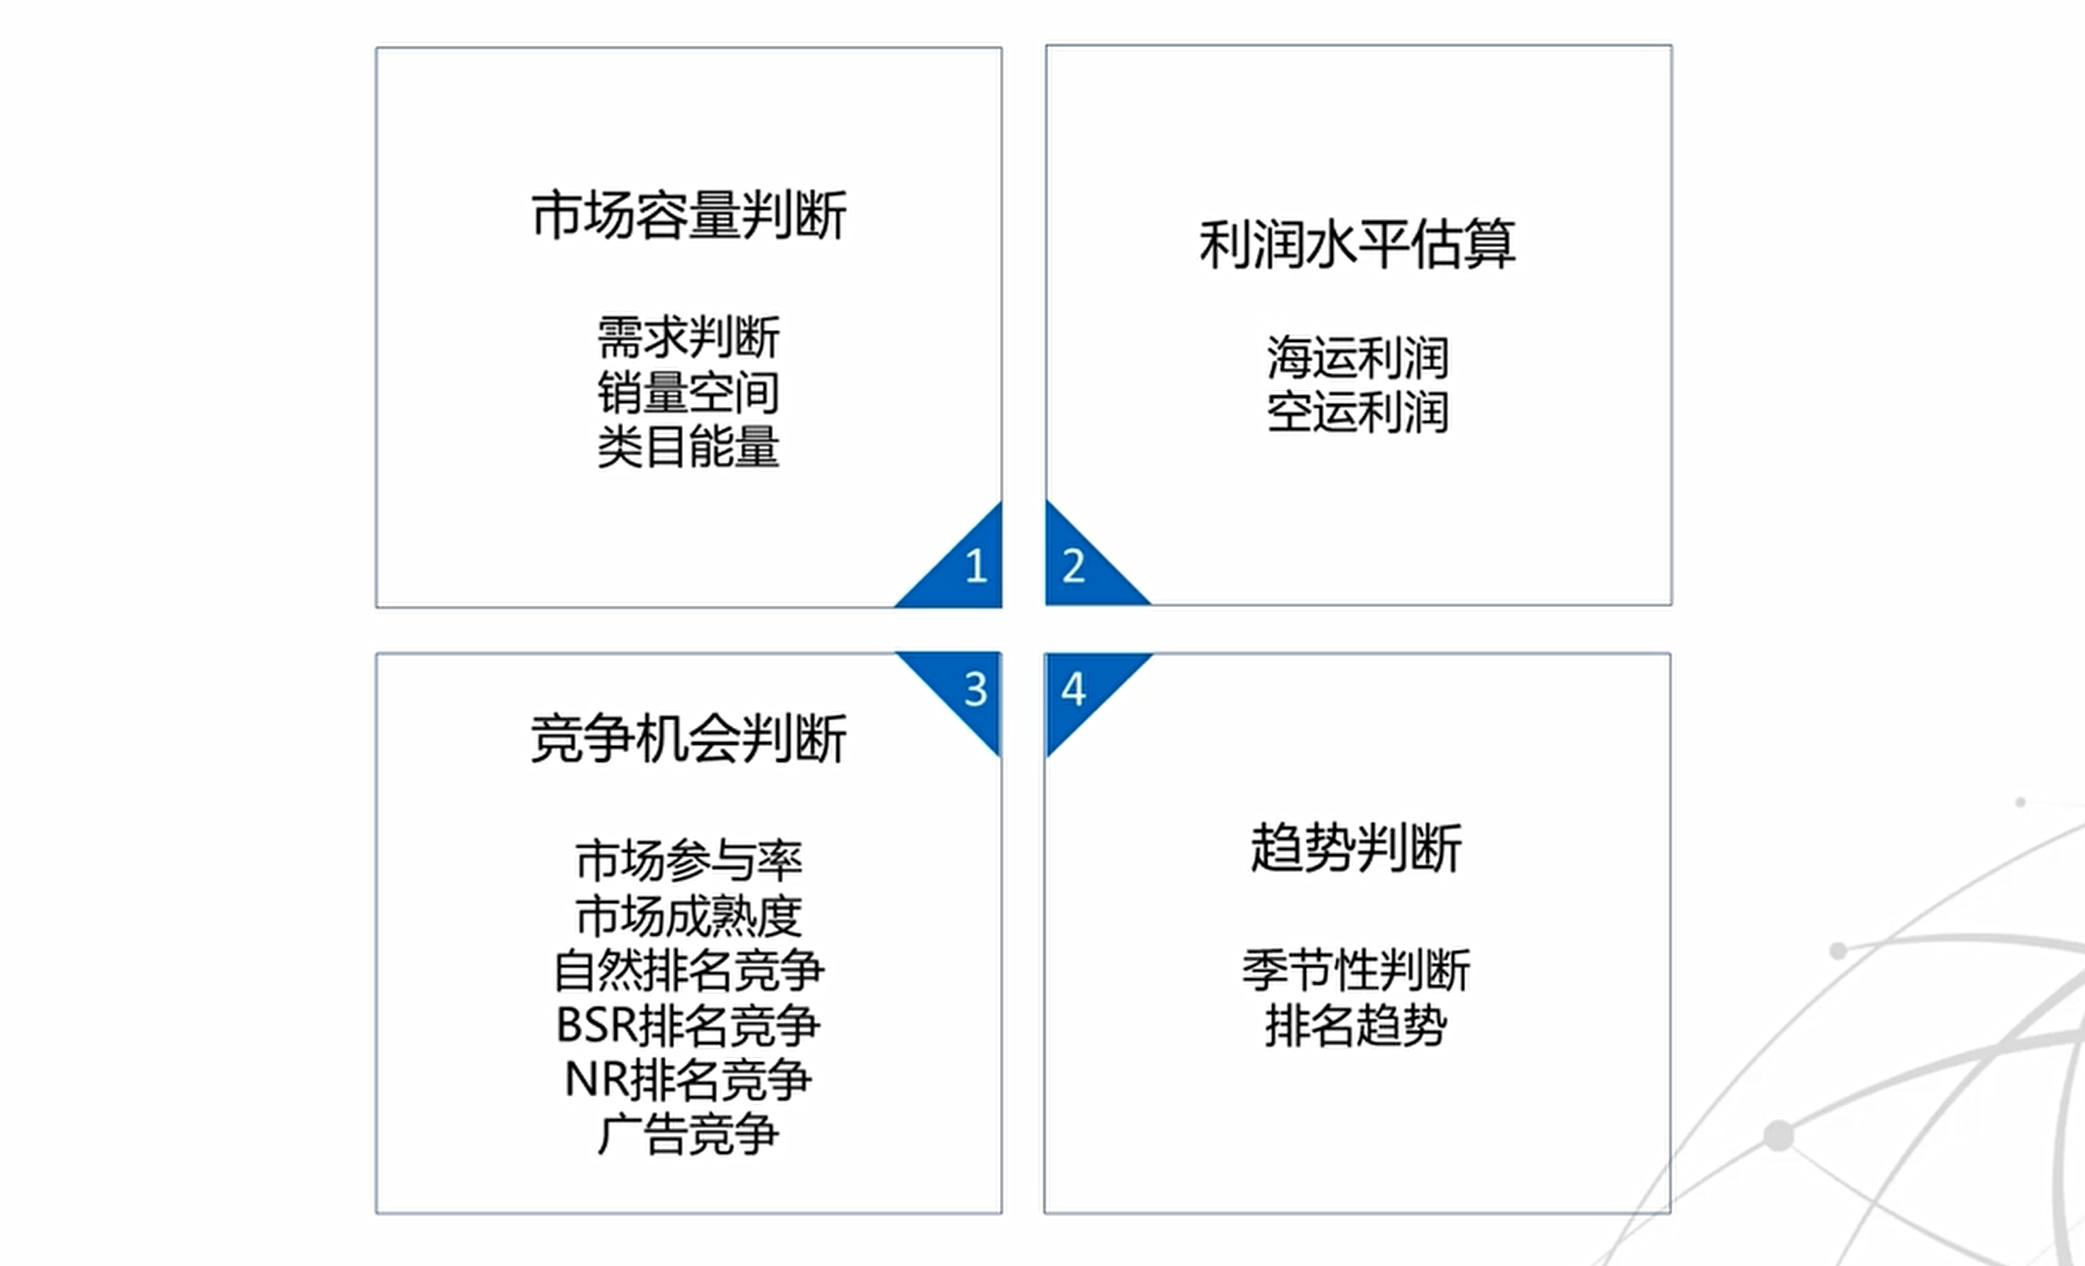 市场容量判断
需求判断
销量空间
类目能量
1
利润水平估算
海运利润
空运利润
2
3
竞争机会判断
市场参与率
市场成熟度
自然排名竞争
BSR排名竞争
NR排名竞争
广告竞争
4
趋势判断
季节性判断
排名趋势